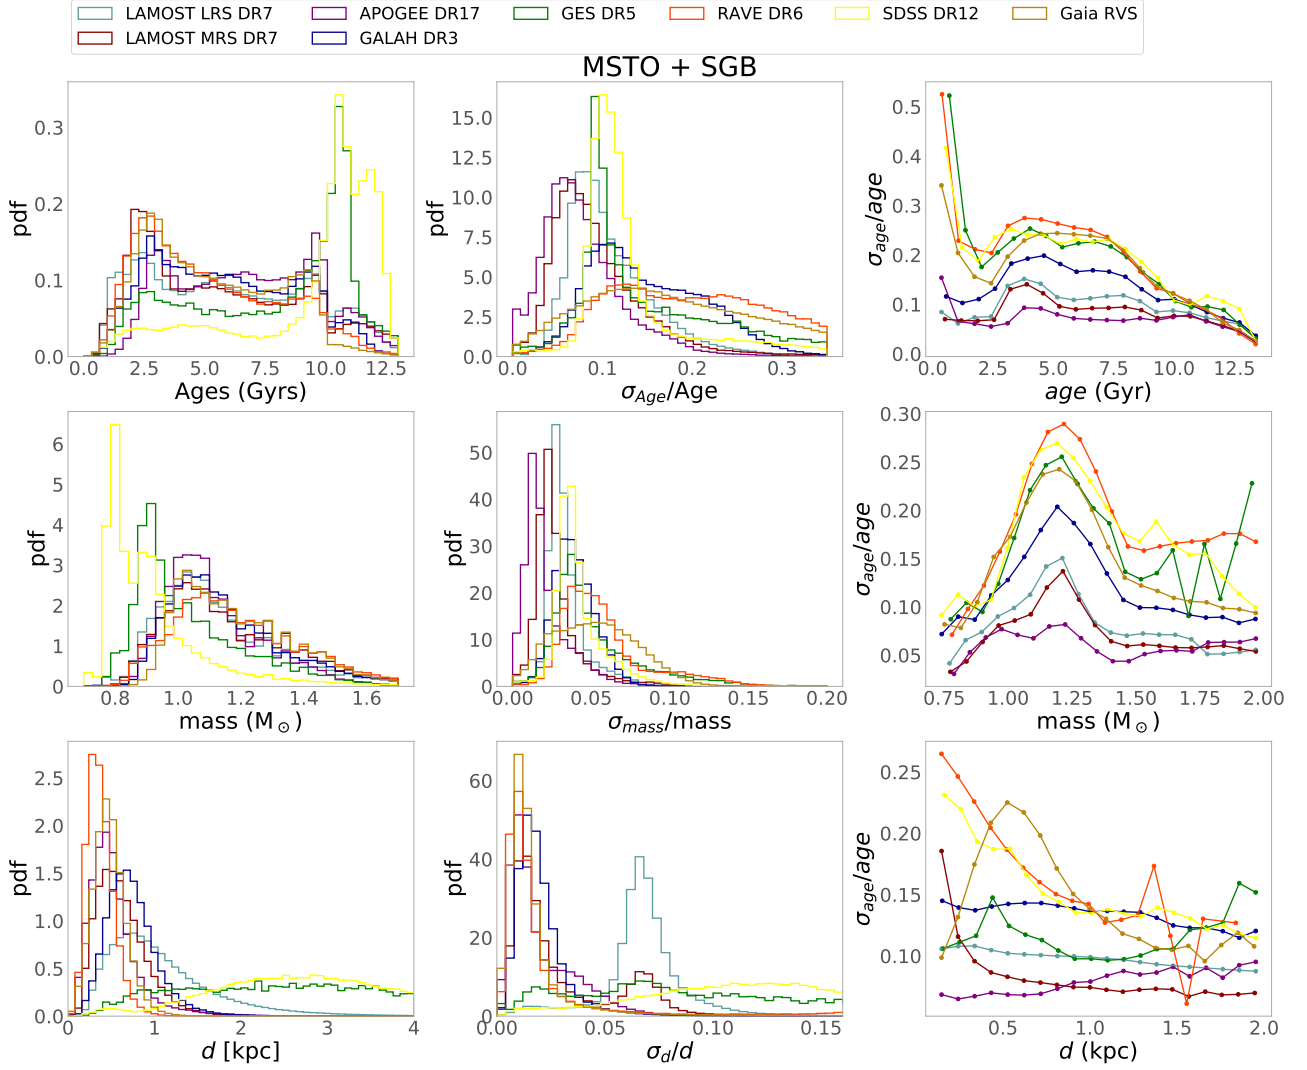 LAMOST LRS DR7 APOGEE DR17 GES DR5 RAVE DR6 SDSS DR12 Gaia RVS
LAMOST MRS DR7 GALAH DR3
MSTO + SGB
pdf
0.3
0.2
0.1
0.0
0.0 2.5 5.0 7.5 10.0 12.5
Ages (Gyrs)
pdf
15.0
12.5
10.0
7.5
5.0
2.5
0.0
0.0 0.1 0.2 0.3
σ_Age/Age
σ_age/age
0.5
0.4
0.3
0.2
0.1
0.0
0.0 2.5 5.0 7.5 10.0 12.5
age (Gyr)
pdf
6
5
4
3
2
1
0
0.8 1.0 1.2 1.4 1.6
mass (M⊙)
pdf
50
40
30
20
10
0
0.00 0.05 0.10 0.15 0.20
σ_mass/mass
σ_age/age
0.30
0.25
0.20
0.15
0.10
0.05
0.75 1.00 1.25 1.50 1.75 2.00
mass (M⊙)
pdf
2.5
2.0
1.5
1.0
0.5
0.0
0 1 2 3 4
d [kpc]
pdf
60
40
20
0
0.00 0.05 0.10 0.15
σ_d/d
σ_age/age
0.25
0.20
0.15
0.10
0.5 1.0 1.5 2.0
d (kpc)